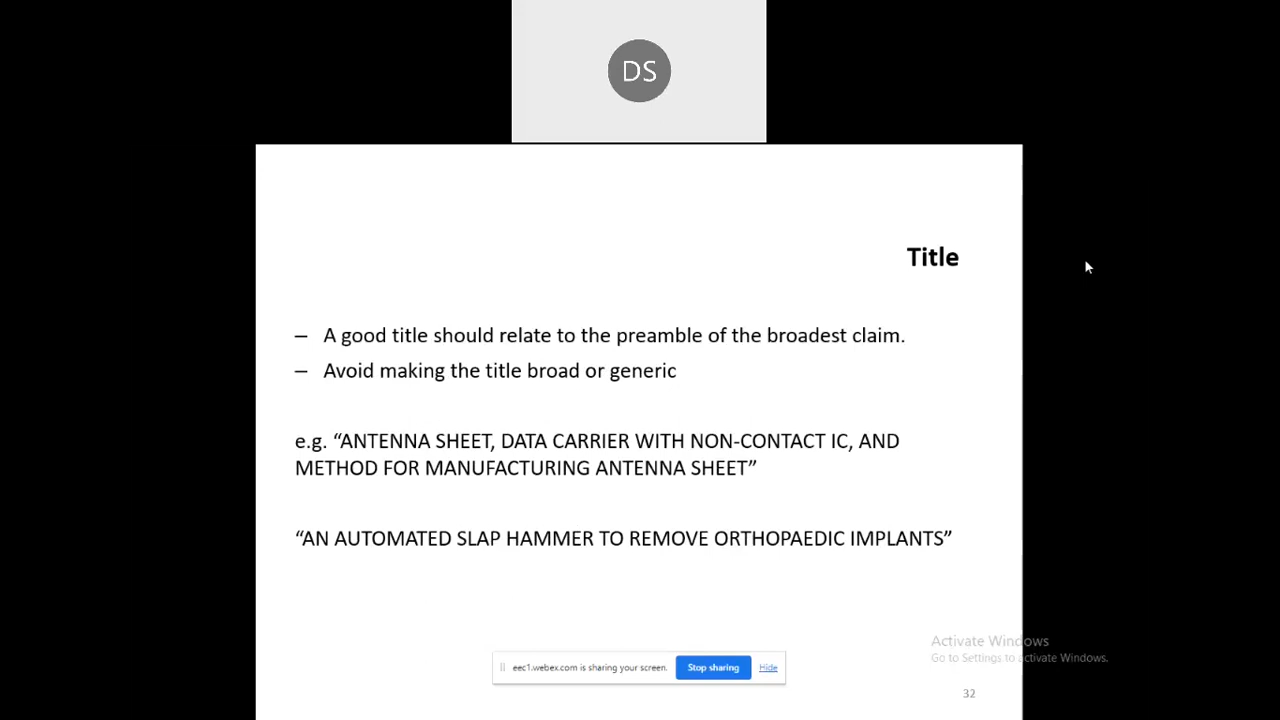 DS
Title
– A good title should relate to the preamble of the broadest claim.
– Avoid making the title broad or generic
e.g. “ANTENNA SHEET, DATA CARRIER WITH NON-CONTACT IC, AND
METHOD FOR MANUFACTURING ANTENNA SHEET”
“AN AUTOMATED SLAP HAMMER TO REMOVE ORTHOPAEDIC IMPLANTS”
Activate Windows
Go to Settings to activate Windows.
eec1.webex.com is sharing your screen. Stop sharing Hide
32